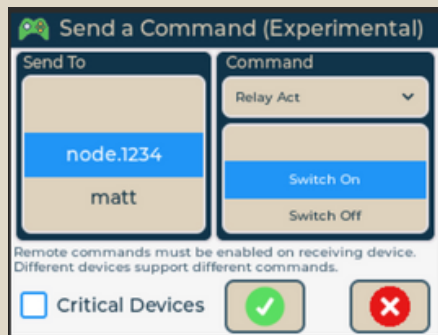 Send a Command (Experimental)
Send To
Command
Relay Act
node.1234
matt
Switch On
Switch Off
Remote commands must be enabled on receiving device.
Different devices support different commands.
Critical Devices